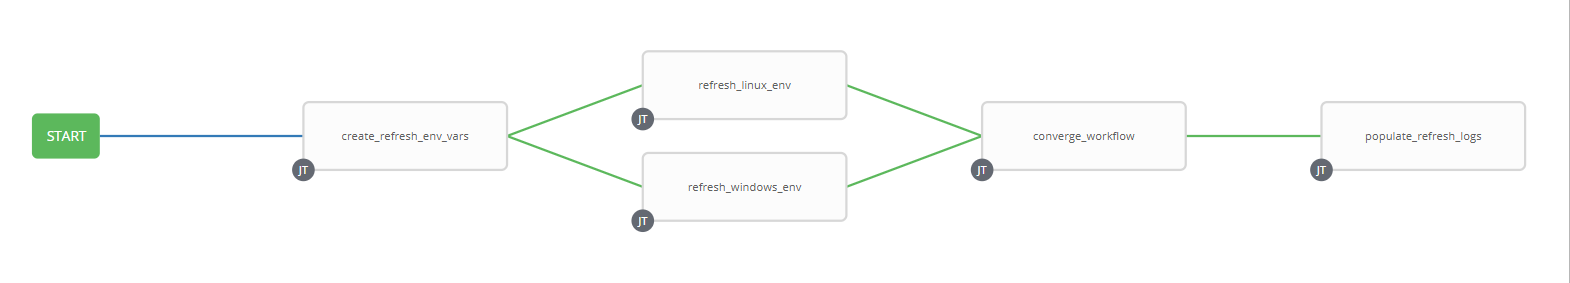 START
create_refresh_env_vars
JT
refresh_linux_env
JT
refresh_windows_env
JT
converge_workflow
JT
populate_refresh_logs
JT